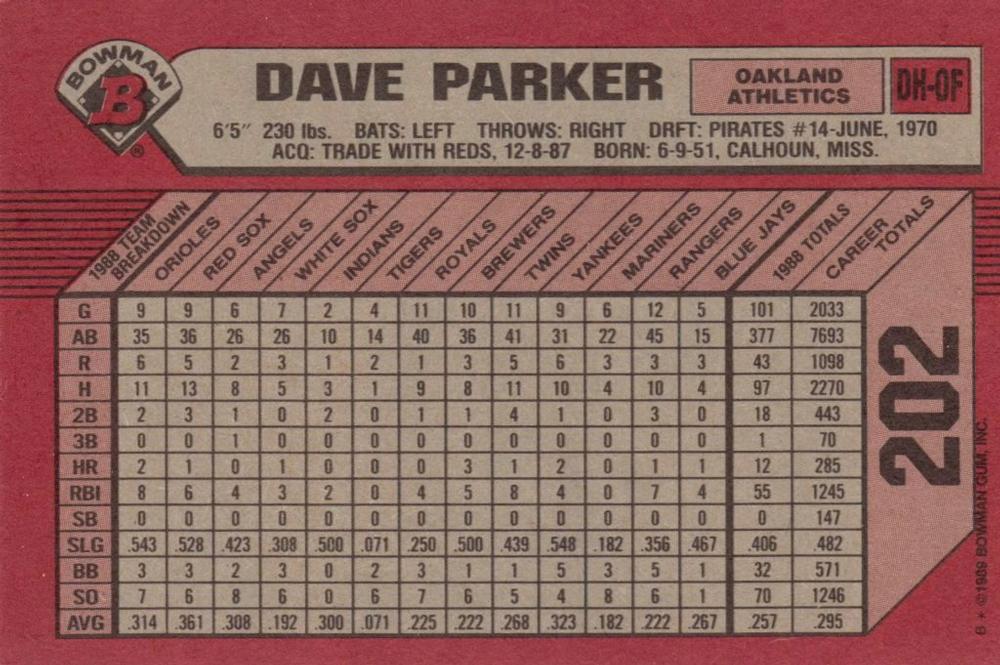 BOWMAN
B
®
DAVE PARKER
OAKLAND
ATHLETICS
DH-OF
6'5" 230 lbs. BATS: LEFT THROWS: RIGHT DRFT: PIRATES #14-JUNE, 1970
ACQ: TRADE WITH REDS, 12-8-87 BORN: 6-9-51, CALHOUN, MISS.
1988 TEAM BREAKDOWN ORIOLES RED SOX ANGELS WHITE SOX INDIANS TIGERS ROYALS BREWERS TWINS YANKEES MARINERS RANGERS BLUE JAYS 1988 TOTALS CAREER TOTALS
G 9 9 6 7 2 4 11 10 11 9 6 12 5 101 2033
AB 35 36 26 26 10 14 40 36 41 31 22 45 15 377 7693
R 6 5 2 3 1 2 1 3 5 6 3 3 3 43 1098
H 11 13 8 5 3 1 9 8 11 10 4 10 4 97 2270
2B 2 3 1 0 2 0 1 1 4 1 0 3 0 18 443
3B 0 0 1 0 0 0 0 0 0 0 0 0 0 1 70
HR 2 1 0 1 0 0 0 3 1 2 0 1 1 12 285
RBI 8 6 4 3 2 0 4 5 8 4 0 7 4 55 1245
SB 0 0 0 0 0 0 0 0 0 0 0 0 0 0 147
SLG .543 .528 .423 .308 .500 .071 .250 .500 .439 .548 .182 .356 .467 .406 .482
BB 3 3 2 3 0 2 3 1 1 5 3 5 1 32 571
SO 7 6 8 6 0 6 7 6 5 4 8 6 1 70 1246
AVG .314 .361 .308 .192 .300 .071 .225 .222 .268 .323 .182 .222 .267 .257 .295
202
B * ©1989 BOWMAN GUM, INC.